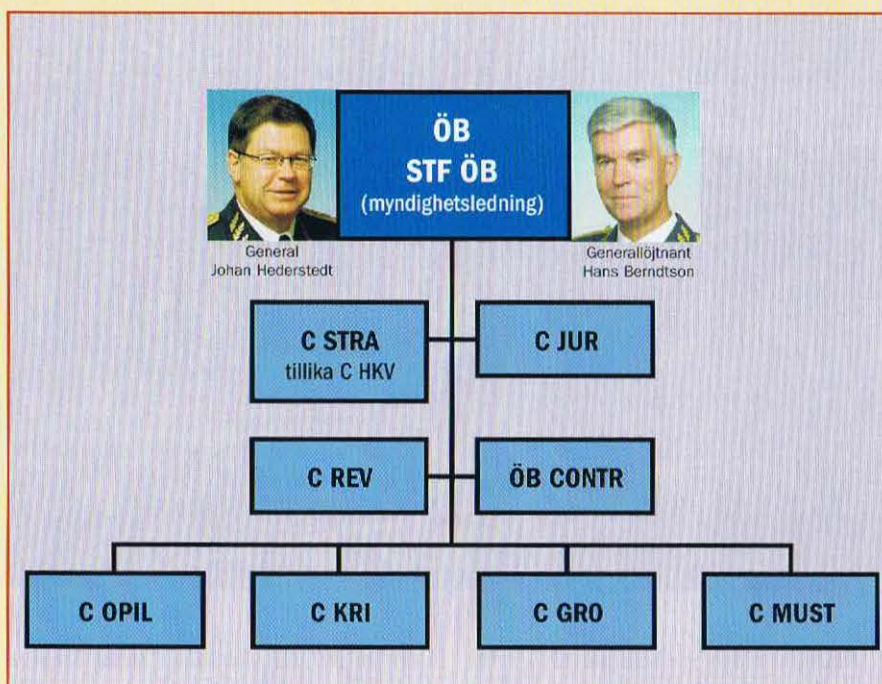 ÖB
STF ÖB
(myndighetsledning)
General
Johan Hederstedt
Generallöjtnant
Hans Berndtson
C STRA
tillika C HKV
C JUR
C REV
ÖB CONTR
C OPIL
C KRI
C GRO
C MUST